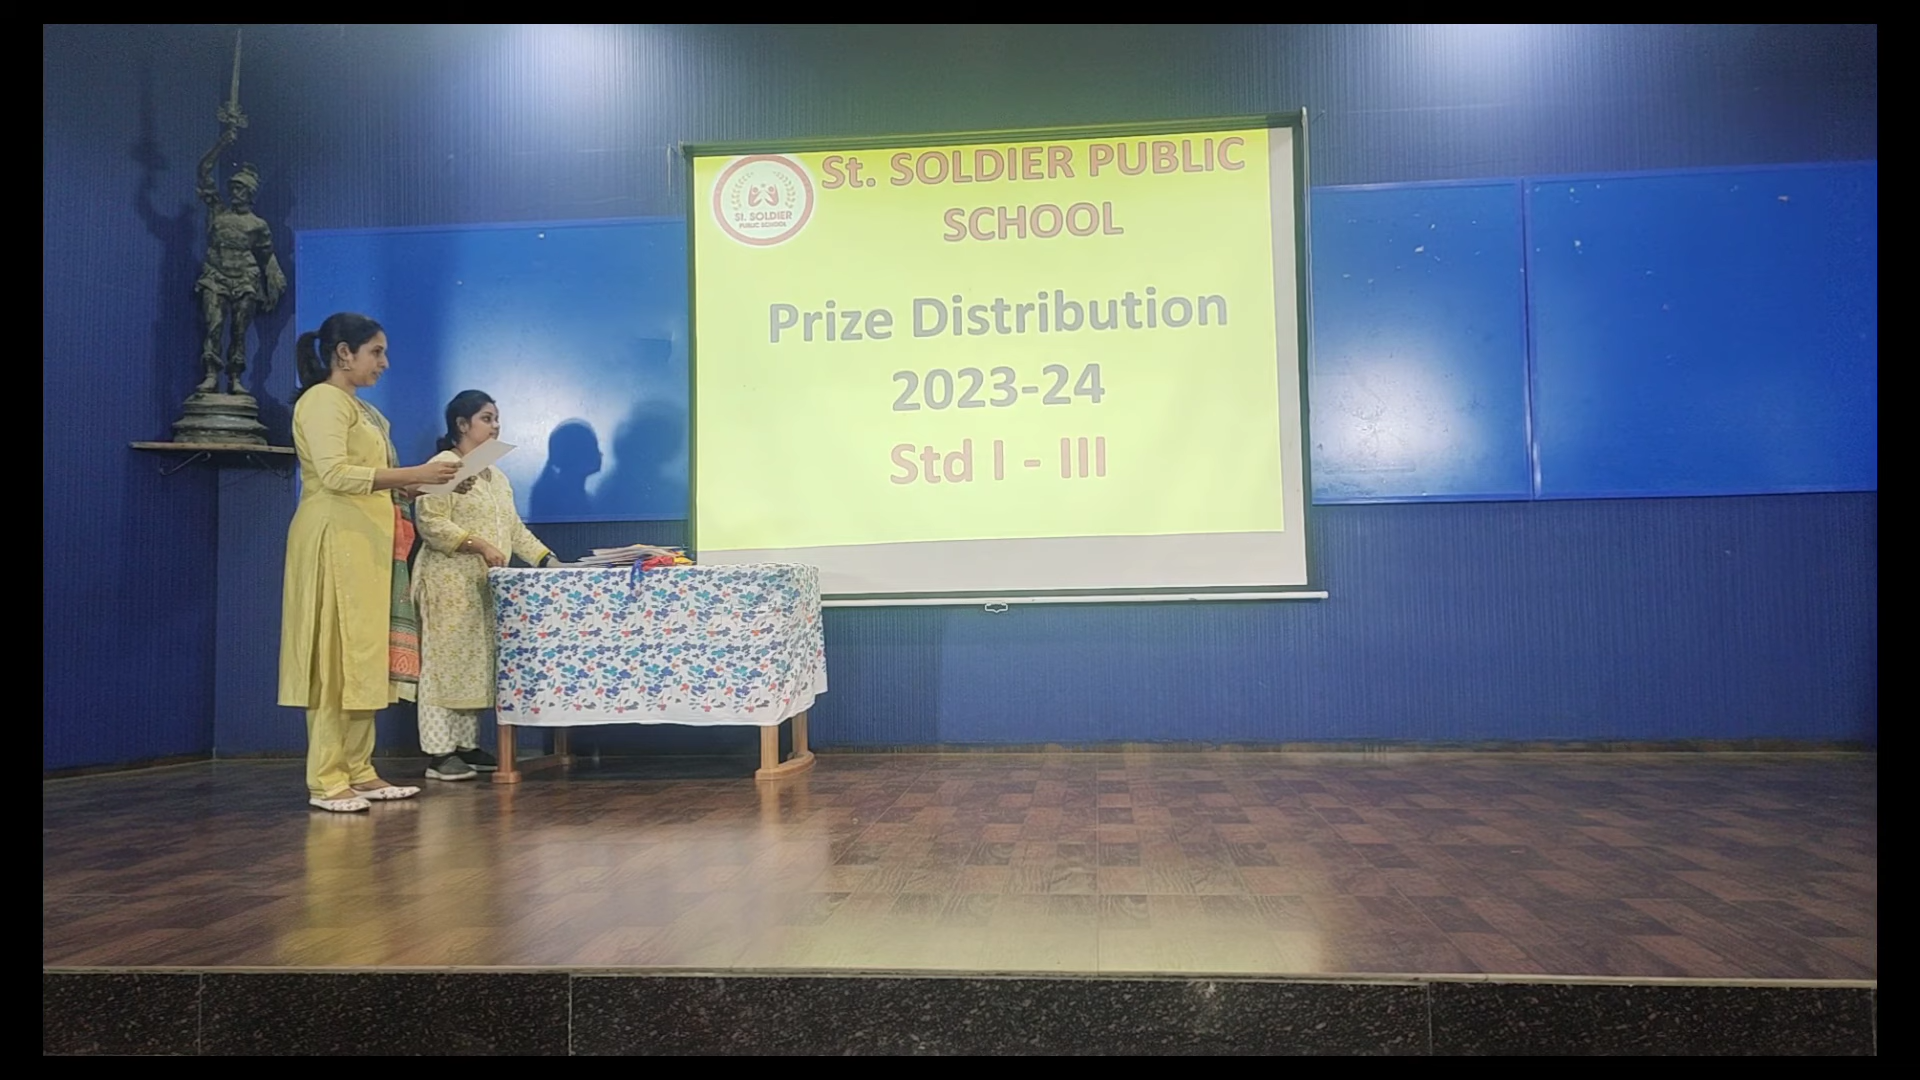 St. SOLDIER PUBLIC
SCHOOL
St. SOLDIER
PUBLIC SCHOOL
Prize Distribution
2023-24
Std I - III